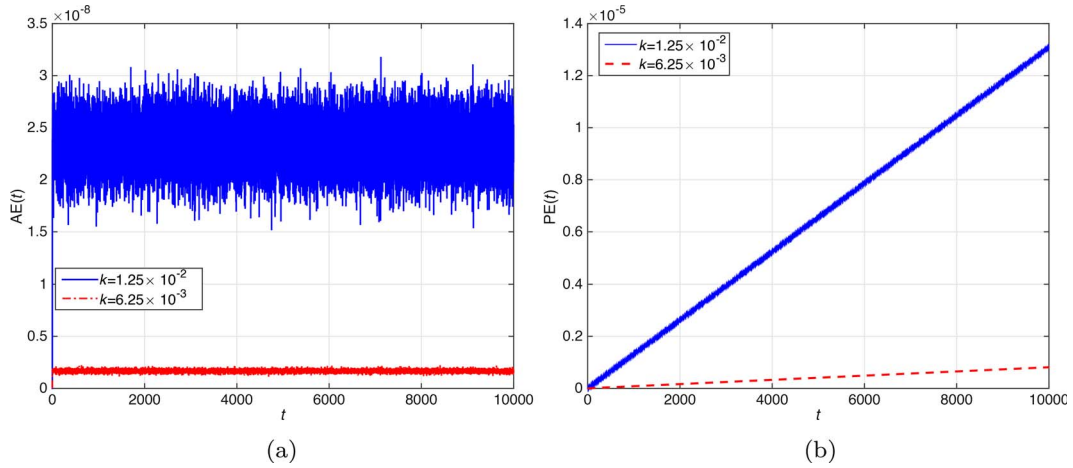 ×10⁻⁸
3.5
3
2.5
2
1.5
1
0.5
0
AE(t)
k=1.25× 10⁻²
k=6.25× 10⁻³
0 2000 4000 6000 8000 10000
t
(a)
×10⁻⁵
1.4
1.2
1
0.8
0.6
0.4
0.2
0
PE(t)
k=1.25× 10⁻²
k=6.25× 10⁻³
0 2000 4000 6000 8000 10000
t
(b)